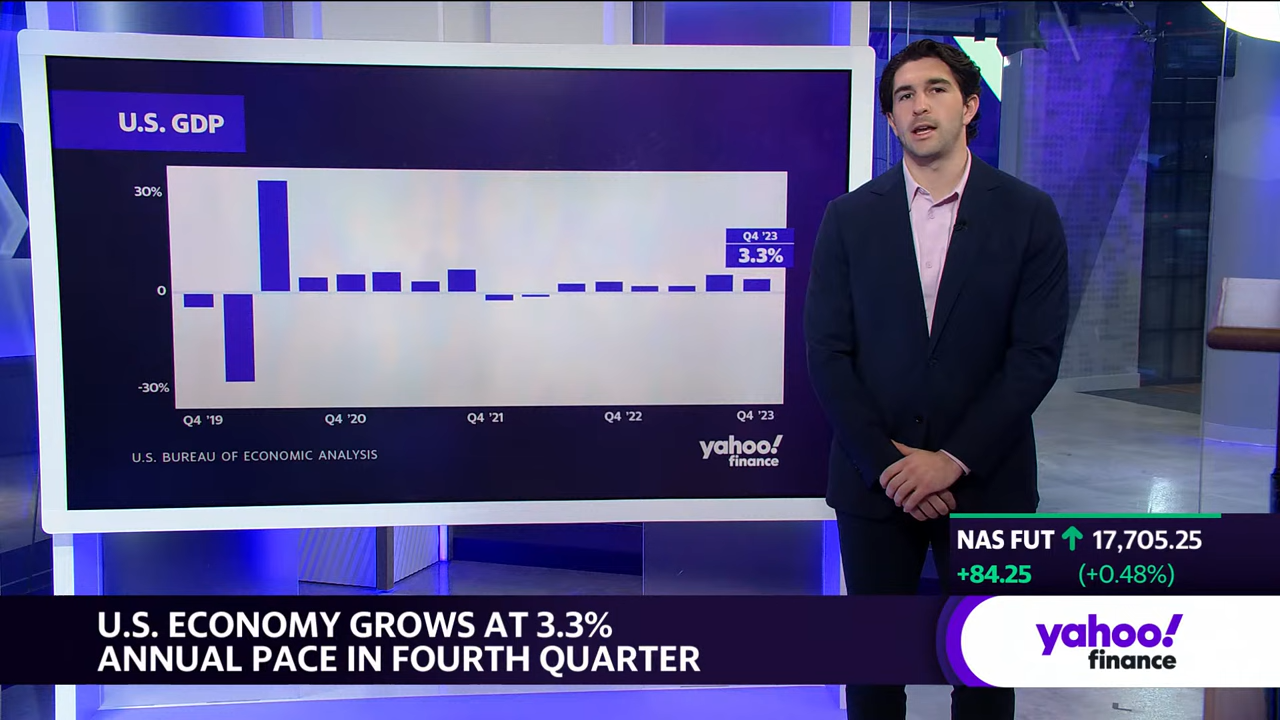 U.S. GDP
30%
0
-30%
Q4 '23
3.3%
Q4 '19
Q4 '20
Q4 '21
Q4 '22
Q4 '23
U.S. BUREAU OF ECONOMIC ANALYSIS
yahoo!
finance
NAS FUT 17,705.25
+84.25 (+0.48%)
U.S. ECONOMY GROWS AT 3.3%
ANNUAL PACE IN FOURTH QUARTER
yahoo!
finance